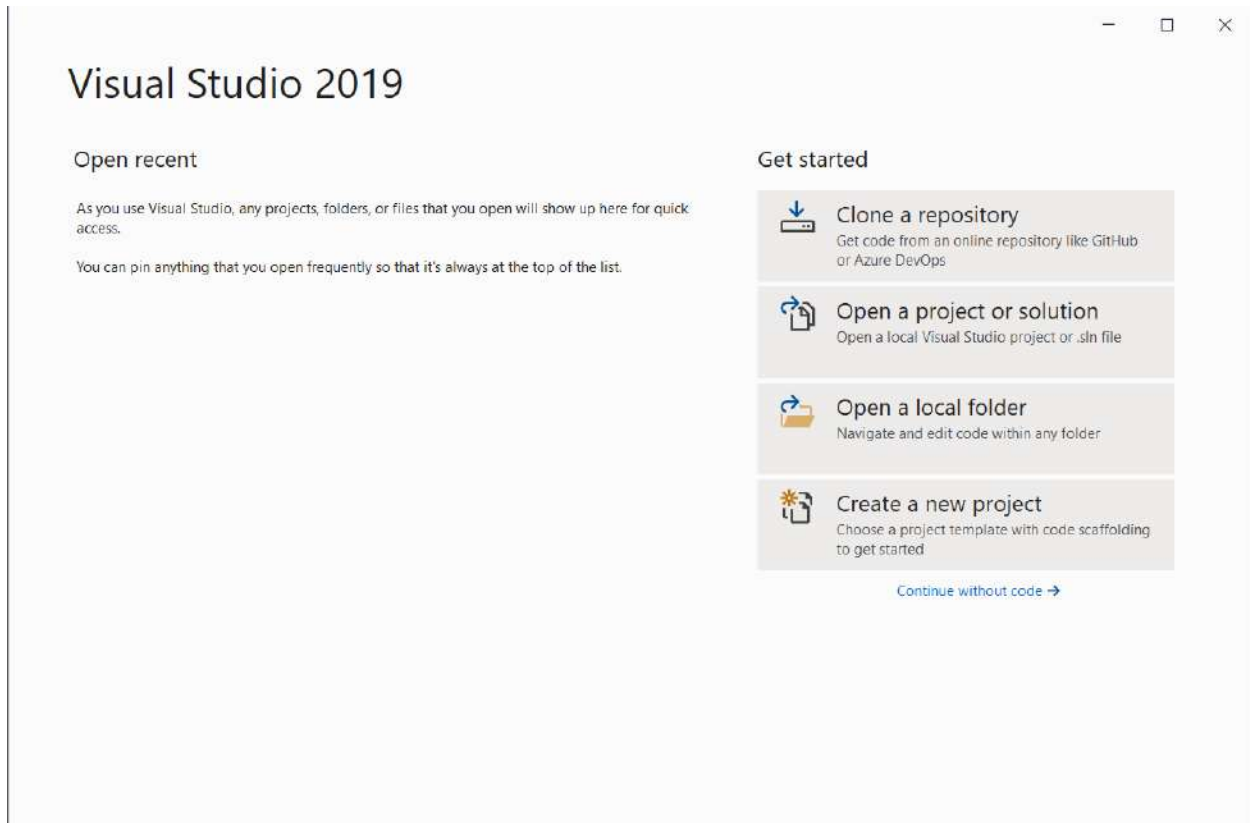 Visual Studio 2019
Open recent
As you use Visual Studio, any projects, folders, or files that you open will show up here for quick
access.
You can pin anything that you open frequently so that it's always at the top of the list.
Get started
Clone a repository
Get code from an online repository like GitHub
or Azure DevOps
Open a project or solution
Open a local Visual Studio project or .sln file
Open a local folder
Navigate and edit code within any folder
Create a new project
Choose a project template with code scaffolding
to get started
Continue without code →